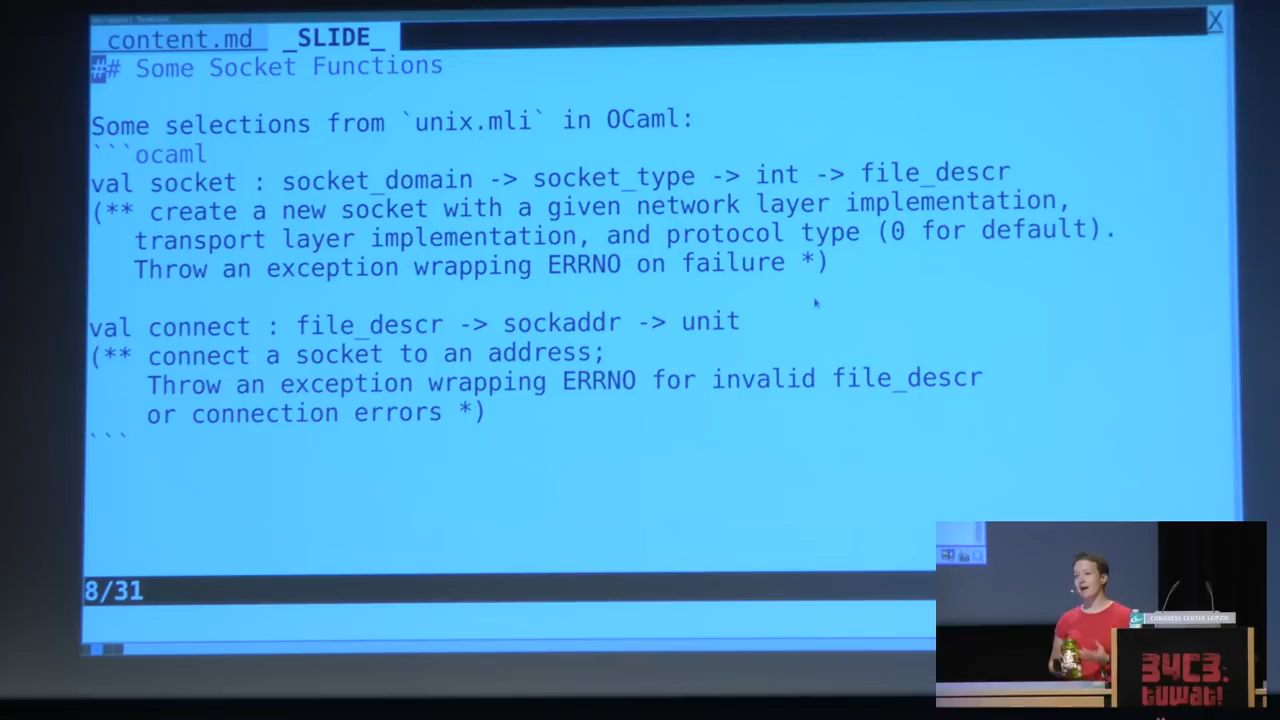 content.md _SLIDE_ X
## Some Socket Functions
Some selections from `unix.mli` in OCaml:
```ocaml
val socket : socket_domain -> socket_type -> int -> file_descr
(** create a new socket with a given network layer implementation,
transport layer implementation, and protocol type (0 for default).
Throw an exception wrapping ERRNO on failure *)
val connect : file_descr -> sockaddr -> unit
(** connect a socket to an address;
Throw an exception wrapping ERRNO for invalid file_descr
or connection errors *)
```
8/31
CONGRESS CENTER LEIPZIG
34C3.
tuwat!